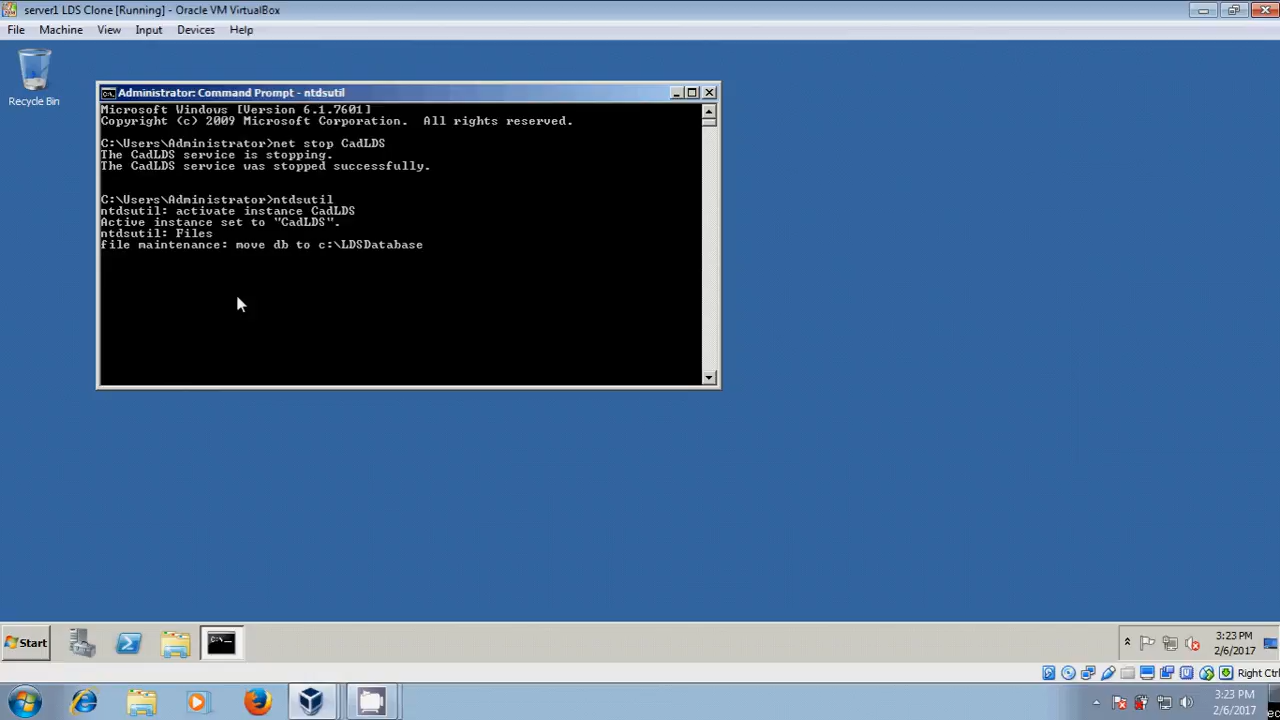 server1 LDS Clone [Running] - Oracle VM VirtualBox
File Machine View Input Devices Help
Recycle Bin
Administrator: Command Prompt - ntdsutil
Microsoft Windows [Version 6.1.7601]
Copyright (c) 2009 Microsoft Corporation.  All rights reserved.
C:\Users\Administrator>net stop CadLDS
The CadLDS service is stopping.
The CadLDS service was stopped successfully.
C:\Users\Administrator>ntdsutil
ntdsutil: activate instance CadLDS
Active instance set to "CadLDS".
ntdsutil: Files
file maintenance: move db to c:\LDSDatabase
Start
3:23 PM
2/6/2017
Right Ctrl
3:23 PM
2/6/2017